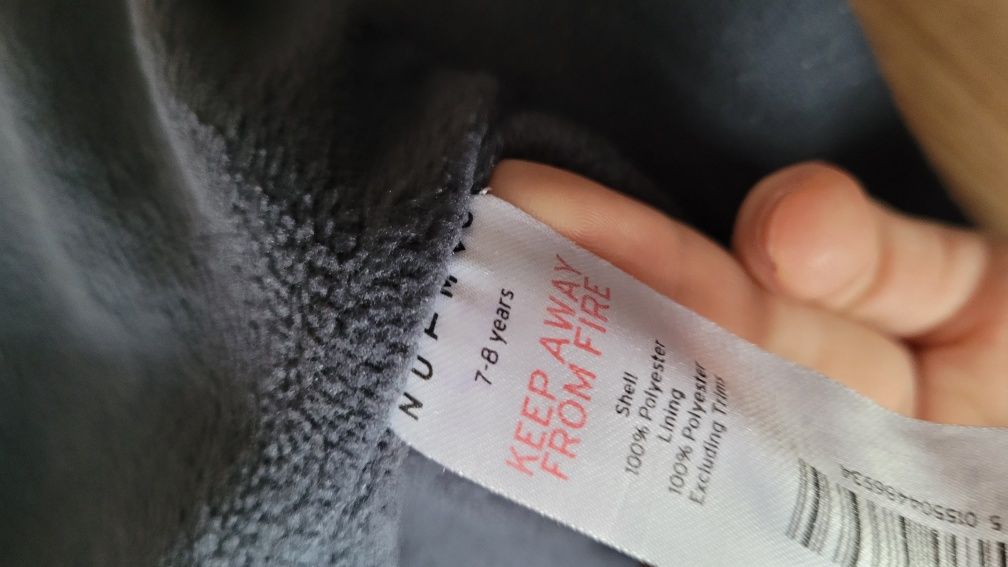 7-8 years
KEEP AWAY
FROM FIRE
Shell
100% Polyester
Lining
100% Polyester
Excluding Trims